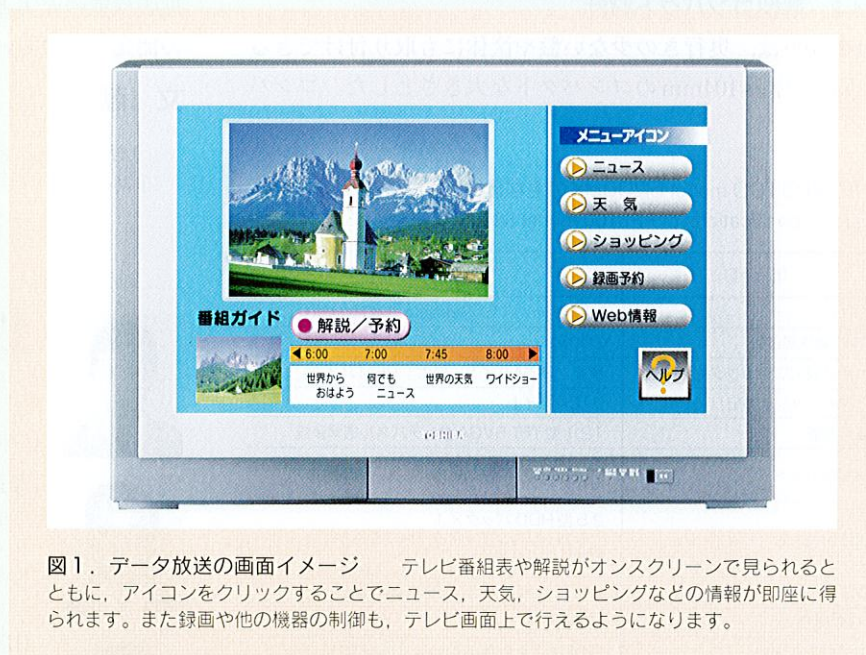 メニューアイコン
ニュース
天 気
ショッピング
録画予約
Web情報
ヘルプ
番組ガイド
解説／予約
6:00 7:00 7:45 8:00
世界から 何でも 世界の天気 ワイドショー
おはよう ニュース
TOSHIBA
図1．データ放送の画面イメージ テレビ番組表や解説がオンスクリーンで見られると
ともに，アイコンをクリックすることでニュース，天気，ショッピングなどの情報が即座に得
られます。また録画や他の機器の制御も，テレビ画面上で行えるようになります。